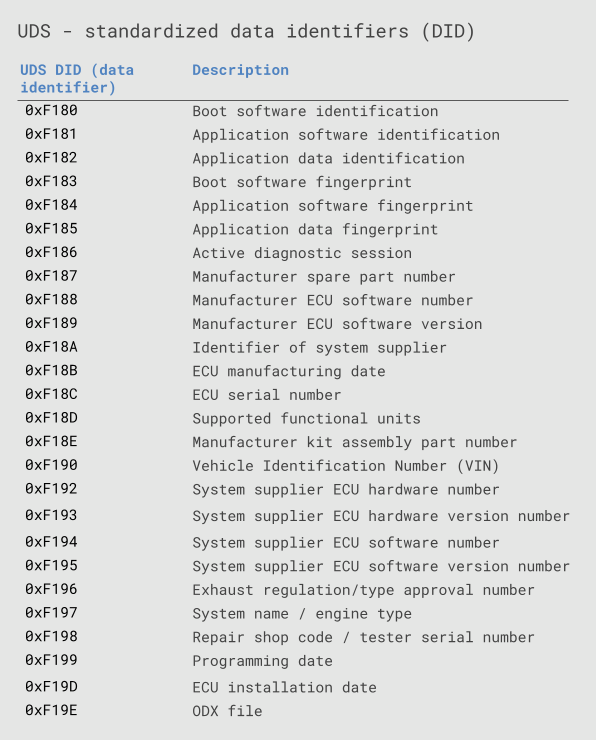 UDS - standardized data identifiers (DID)
UDS DID (data identifier) Description
0xF180 Boot software identification
0xF181 Application software identification
0xF182 Application data identification
0xF183 Boot software fingerprint
0xF184 Application software fingerprint
0xF185 Application data fingerprint
0xF186 Active diagnostic session
0xF187 Manufacturer spare part number
0xF188 Manufacturer ECU software number
0xF189 Manufacturer ECU software version
0xF18A Identifier of system supplier
0xF18B ECU manufacturing date
0xF18C ECU serial number
0xF18D Supported functional units
0xF18E Manufacturer kit assembly part number
0xF190 Vehicle Identification Number (VIN)
0xF192 System supplier ECU hardware number
0xF193 System supplier ECU hardware version number
0xF194 System supplier ECU software number
0xF195 System supplier ECU software version number
0xF196 Exhaust regulation/type approval number
0xF197 System name / engine type
0xF198 Repair shop code / tester serial number
0xF199 Programming date
0xF19D ECU installation date
0xF19E ODX file